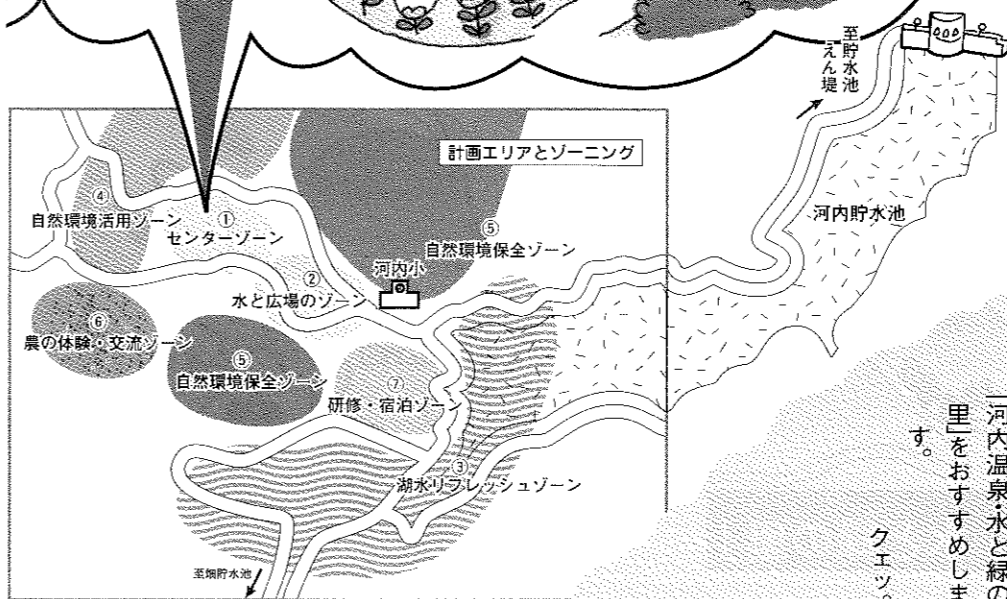 至貯水池
えん堤
計画エリアとゾーニング
河内貯水池
④
自然環境活用ゾーン
①
センターゾーン
⑤
自然環境保全ゾーン
河内小
②
水と広場のゾーン
⑥
農の体験・交流ゾーン
⑤
自然環境保全ゾーン
⑦
研修・宿泊ゾーン
③
湖水リフレッシュゾーン
至畑貯水池
河内温泉・水と緑の
里」をおすすめしま
す。
クエッ。